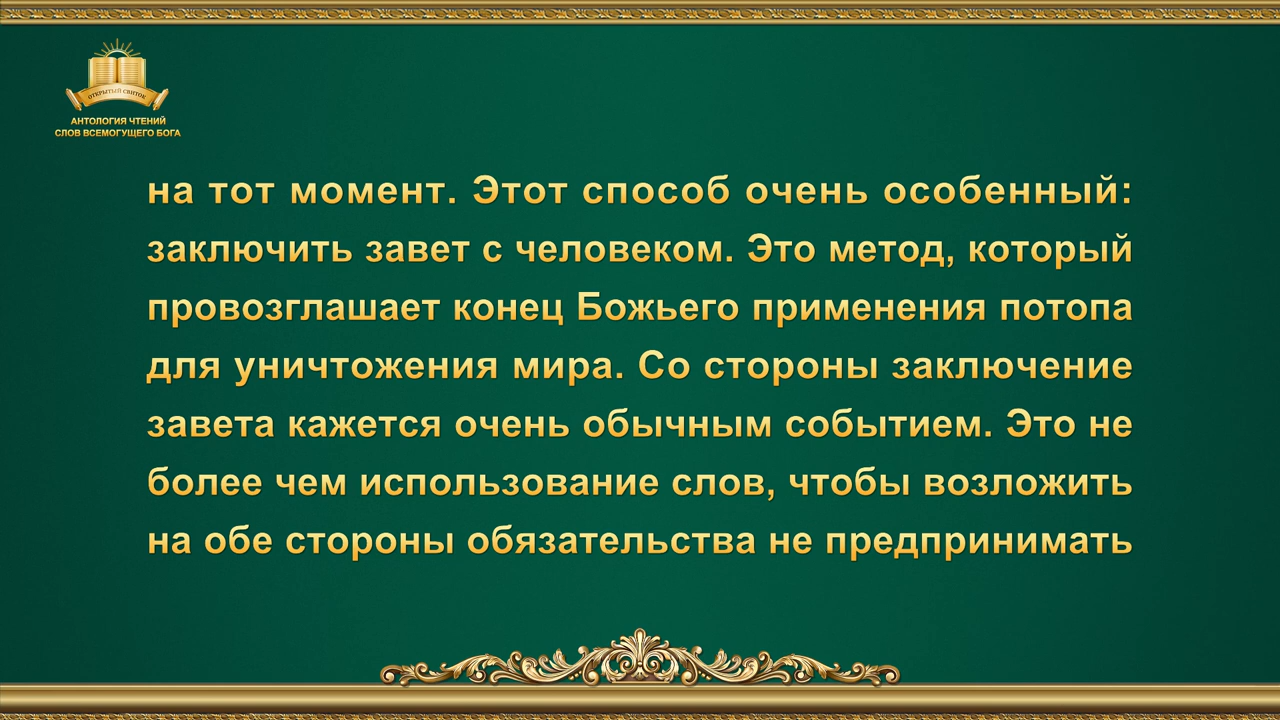 ОТКРЫТЫЙ СВИТОК
АНТОЛОГИЯ ЧТЕНИЙ
СЛОВ ВСЕМОГУЩЕГО БОГА
на тот момент. Этот способ очень особенный:
заключить завет с человеком. Это метод, который
провозглашает конец Божьего применения потопа
для уничтожения мира. Со стороны заключение
завета кажется очень обычным событием. Это не
более чем использование слов, чтобы возложить
на обе стороны обязательства не предпринимать